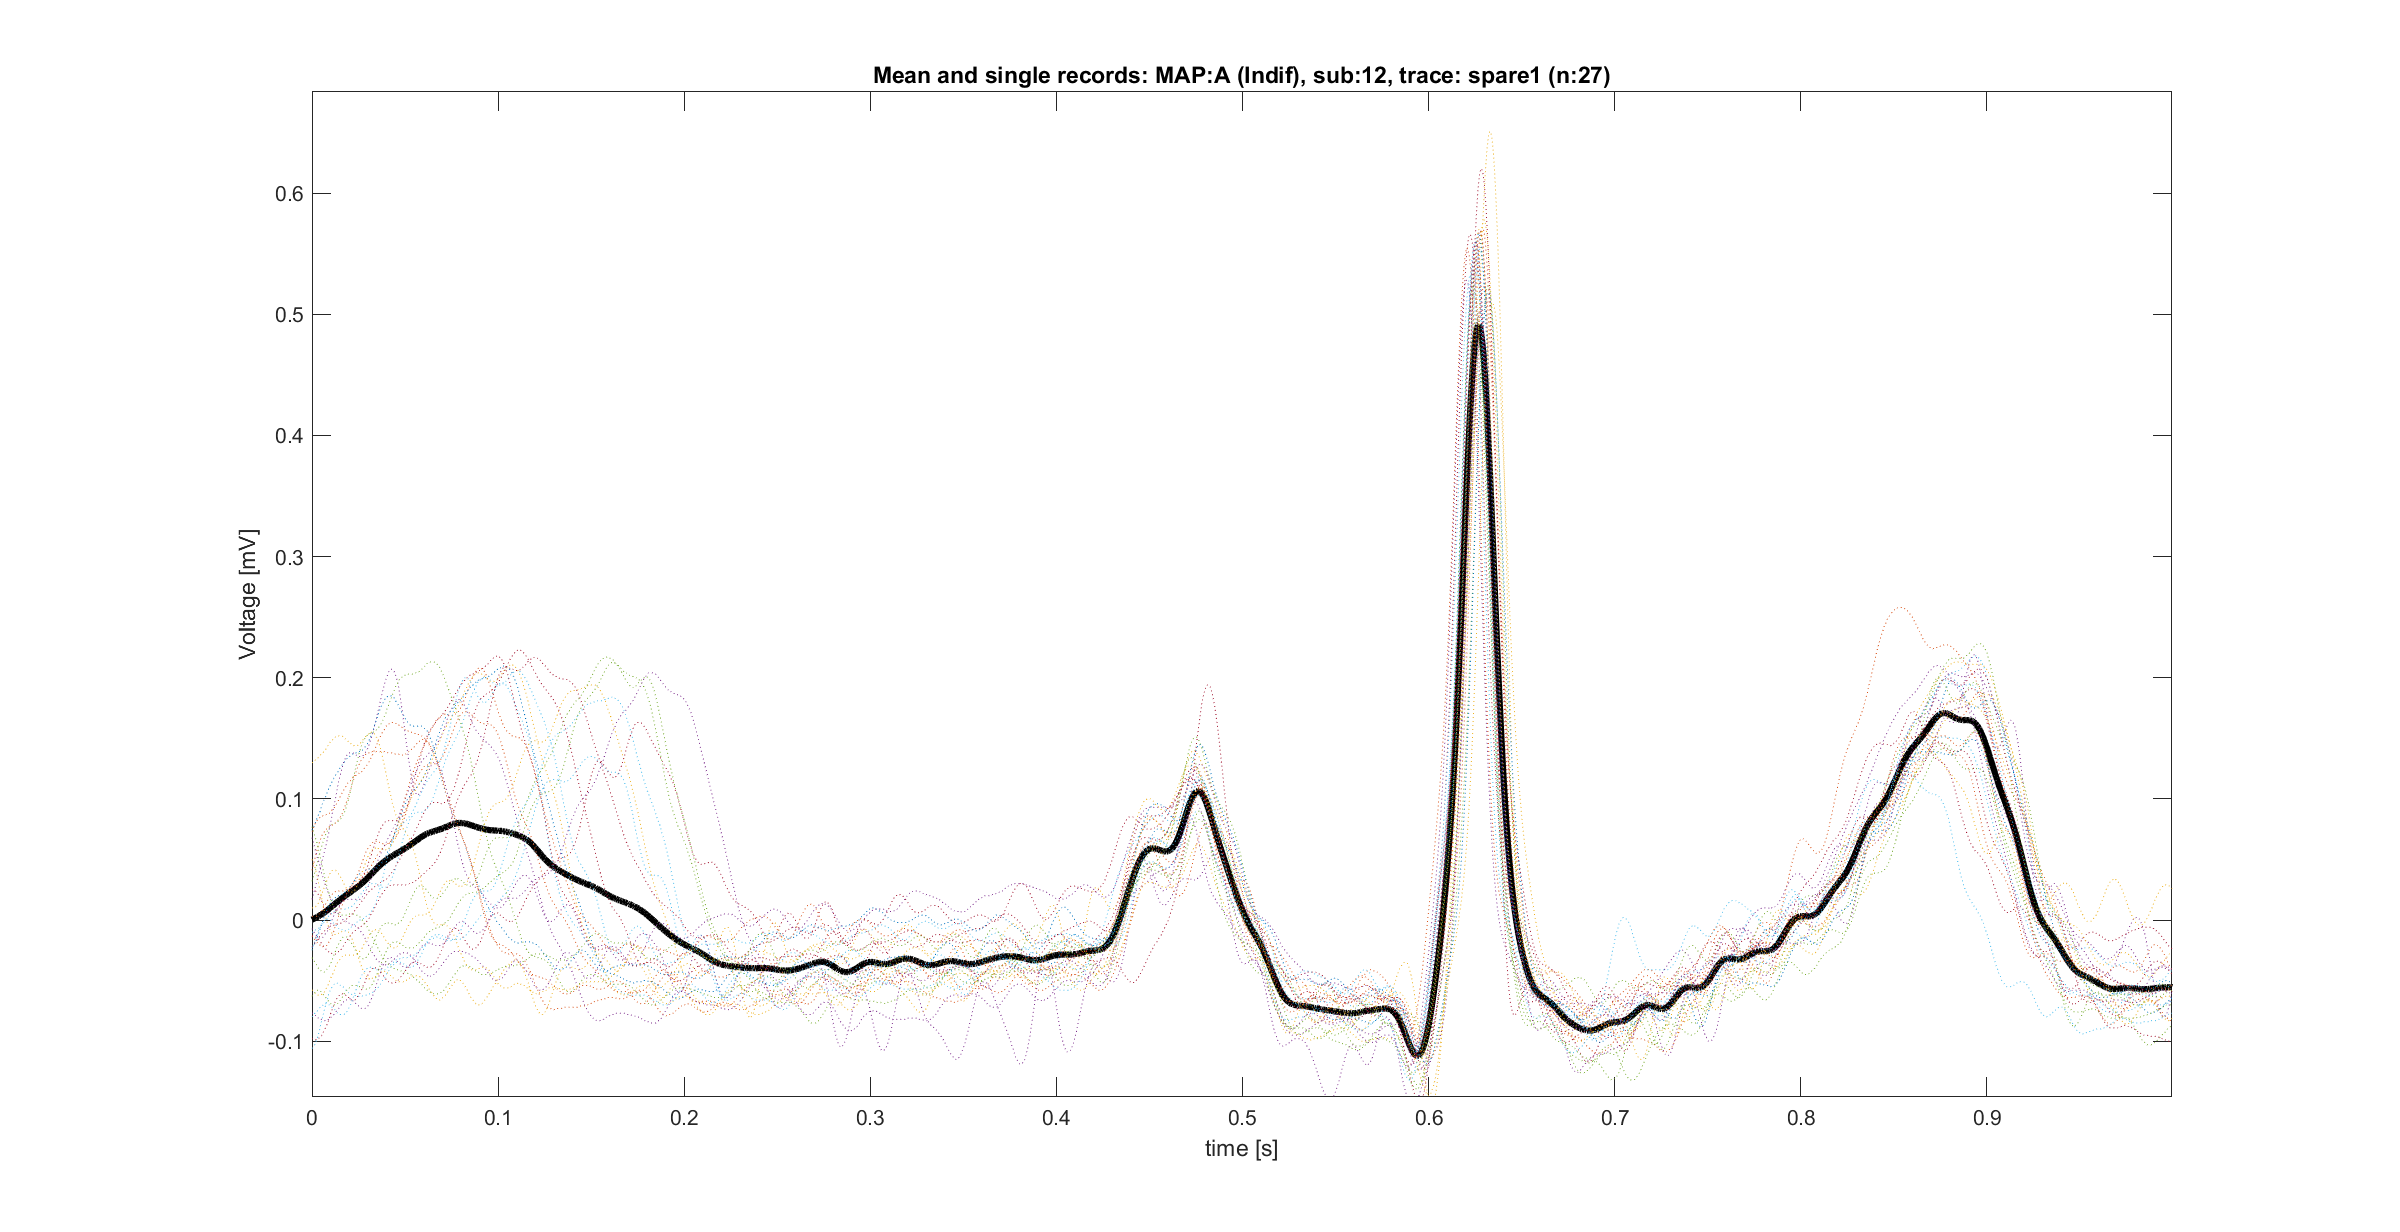 Mean and single records: MAP:A (Indif), sub:12, trace: spare1 (n:27)
0.6
0.5
0.4
0.3
0.2
0.1
0
-0.1
Voltage [mV]
0 0.1 0.2 0.3 0.4 0.5 0.6 0.7 0.8 0.9
time [s]